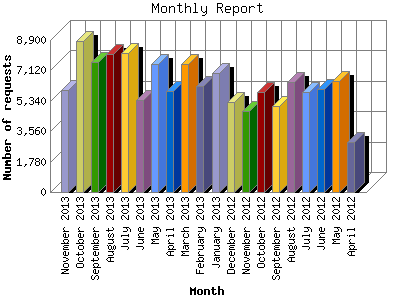 Monthly Report
Number of requests
8,900
7,120
5,340
3,560
1,780
0
November 2013
October 2013
September 2013
August 2013
July 2013
June 2013
May 2013
April 2013
March 2013
February 2013
January 2013
December 2012
November 2012
October 2012
September 2012
August 2012
July 2012
June 2012
May 2012
April 2012
Month